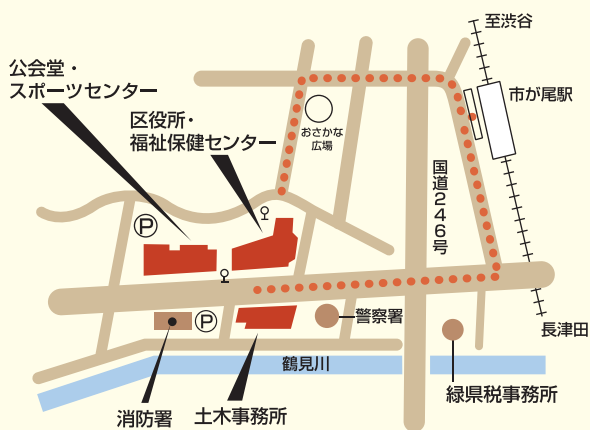 至渋谷
公会堂・
スポーツセンター
市が尾駅
区役所・
福祉保健センター
おさかな
広場
国道246号
P
P
警察署
長津田
鶴見川
緑県税事務所
消防署
土木事務所